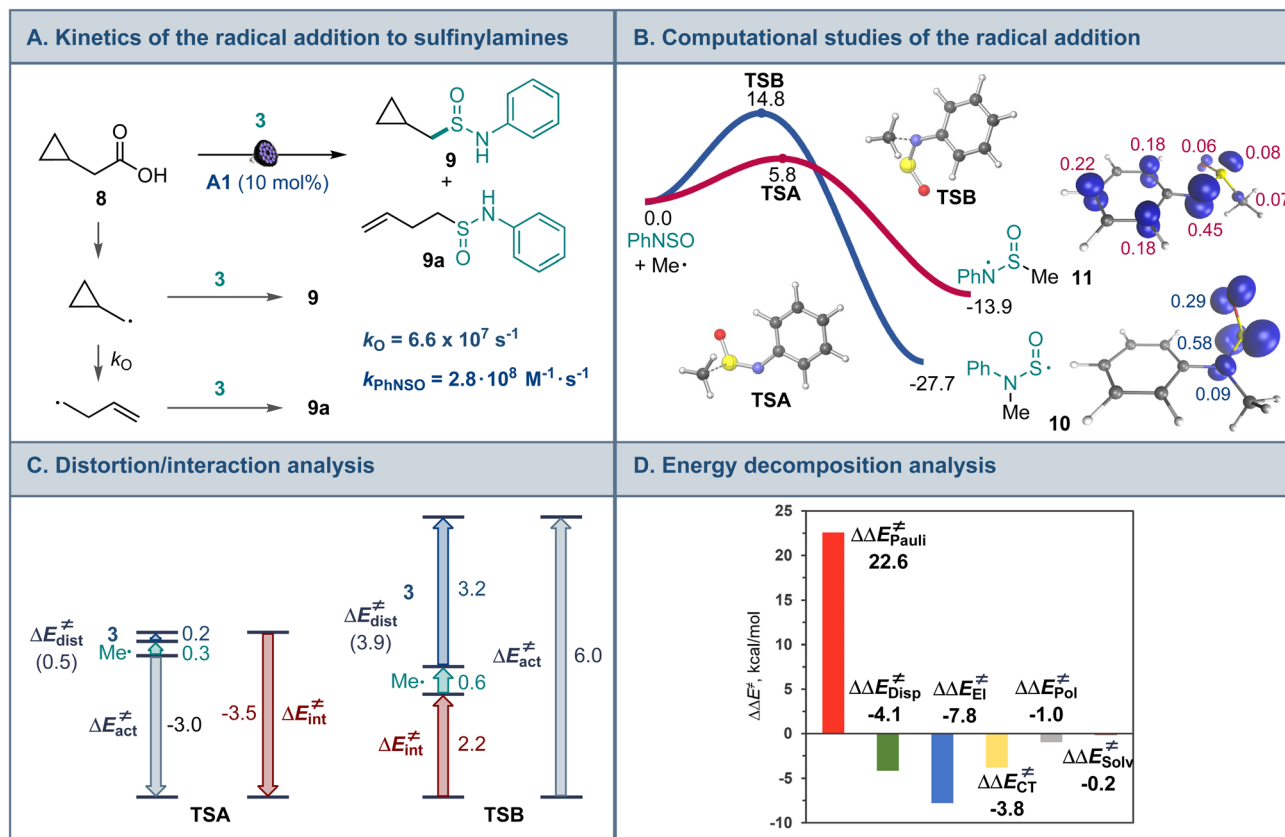 A. Kinetics of the radical addition to sulfinylamines
8
OH
O
3
A1 (10 mol%)
O
S
N
H
9
+
H
N
S
O
9a
3
9
kO
3
9a
kO = 6.6 x 10⁷ s⁻¹
kPhNSO = 2.8·10⁸ M⁻¹·s⁻¹
B. Computational studies of the radical addition
TSB
14.8
5.8
TSA
0.0
PhNSO
+ Me•
TSB
TSA
O
PhN
S
Me
11
-13.9
Ph
N
Me
O
S•
10
-27.7
0.22
0.18
0.06
0.08
0.07
0.18
0.45
0.29
0.58
0.09
C. Distortion/interaction analysis
ΔE≠dist
(0.5)
3
0.2
Me•
0.3
ΔE≠act
-3.0
-3.5
ΔE≠int
TSA
ΔE≠dist
(3.9)
3
3.2
Me•
0.6
ΔE≠int
2.2
ΔE≠act
6.0
TSB
D. Energy decomposition analysis
ΔΔE≠, kcal/mol
25
20
15
10
5
0
-5
-10
ΔΔE≠Pauli
22.6
ΔΔE≠Disp
-4.1
ΔΔE≠El
-7.8
ΔΔE≠CT
-3.8
ΔΔE≠Pol
-1.0
ΔΔE≠Solv
-0.2